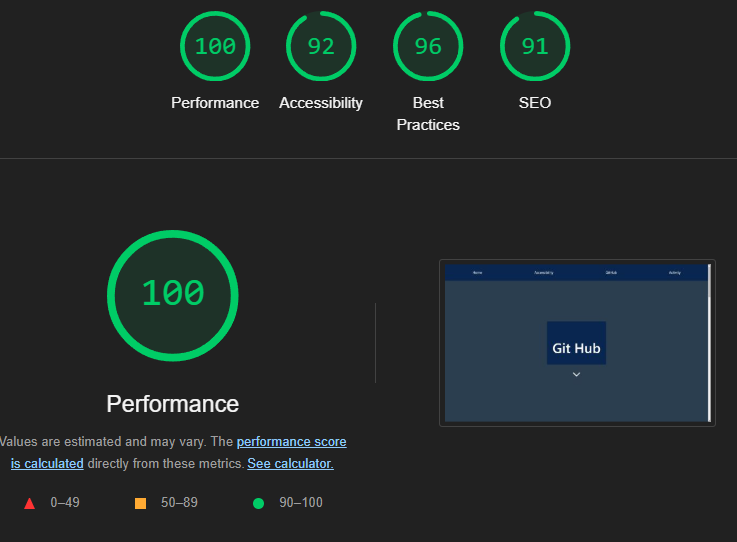 100
92
96
91
Performance
Accessibility
Best
Practices
SEO
100
Performance
Values are estimated and may vary. The performance score
is calculated directly from these metrics. See calculator.
0–49
50–89
90–100
Home
Accessibility
GitHub
Activity
Git Hub